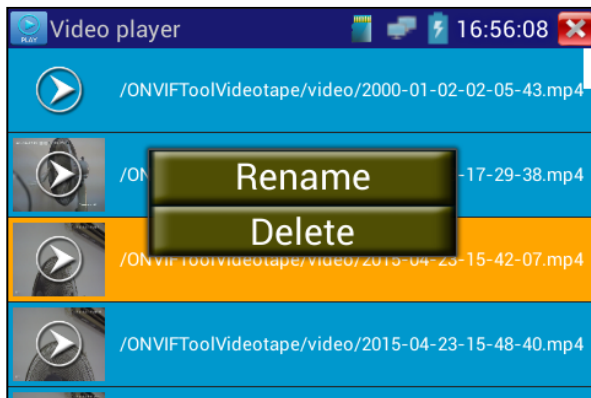 PLAY Video player 16:56:08
/ONVIFToolVideotape/video/2000-01-02-02-05-43.mp4
/ON -17-29-38.mp4
Rename
Delete
/ONVIFToolVideotape/video/2015-04-23-15-42-07.mp4
/ONVIFToolVideotape/video/2015-04-23-15-48-40.mp4